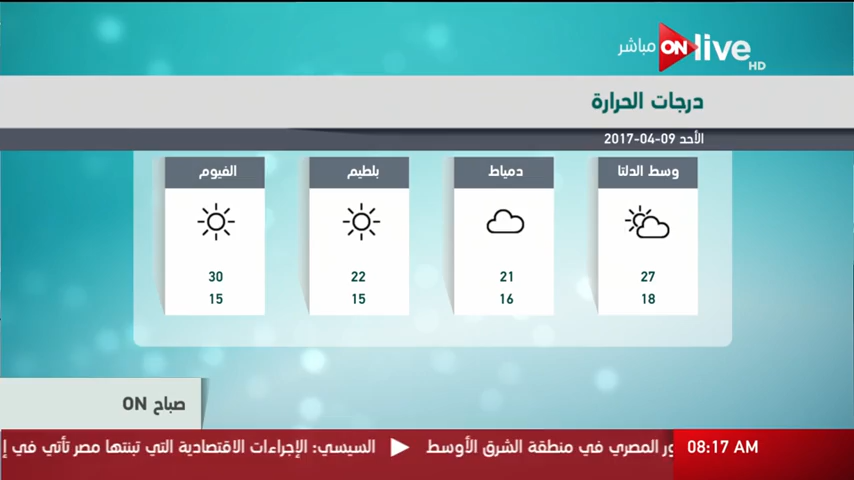 مباشر ON live HD
درجات الحرارة
الأحد 09-04-2017
وسط الدلتا
27
18
دمياط
21
16
بلطيم
22
15
الفيوم
30
15
صباح ON
المصري في منطقة الشرق الأوسط
السيسي: الإجراءات الاقتصادية التي تبنتها مصر تأتي في
08:17 AM